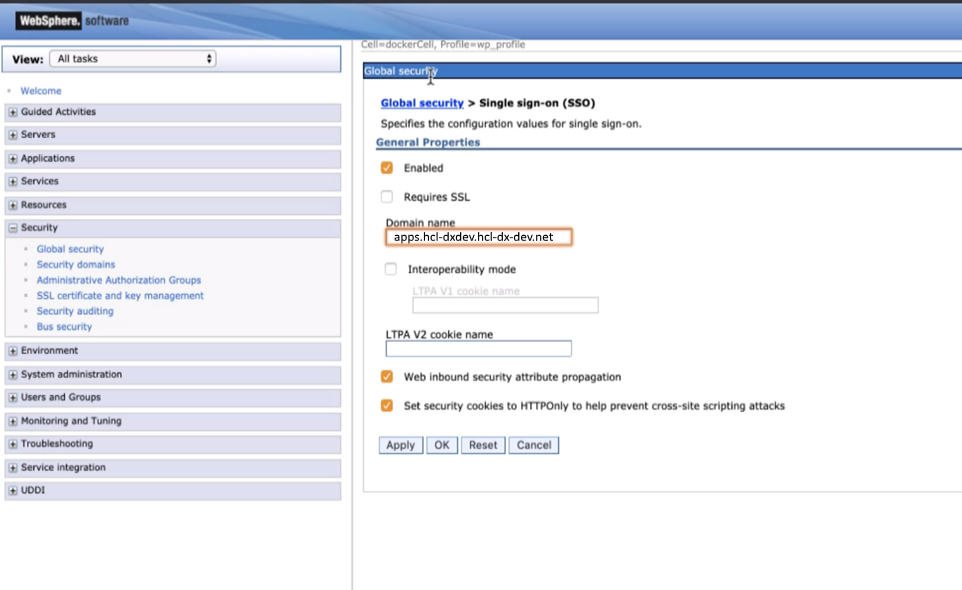 WebSphere. software
View: All tasks
Welcome
Guided Activities
Servers
Applications
Services
Resources
Security
Global security
Security domains
Administrative Authorization Groups
SSL certificate and key management
Security auditing
Bus security
Environment
System administration
Users and Groups
Monitoring and Tuning
Troubleshooting
Service integration
UDDI
Cell=dockerCell, Profile=wp_profile
Global security
Global security > Single sign-on (SSO)
Specifies the configuration values for single sign-on.
General Properties
Enabled
Requires SSL
Domain name
apps.hcl-dxdev.hcl-dx-dev.net
Interoperability mode
LTPA V1 cookie name
LTPA V2 cookie name
Web inbound security attribute propagation
Set security cookies to HTTPOnly to help prevent cross-site scripting attacks
Apply OK Reset Cancel